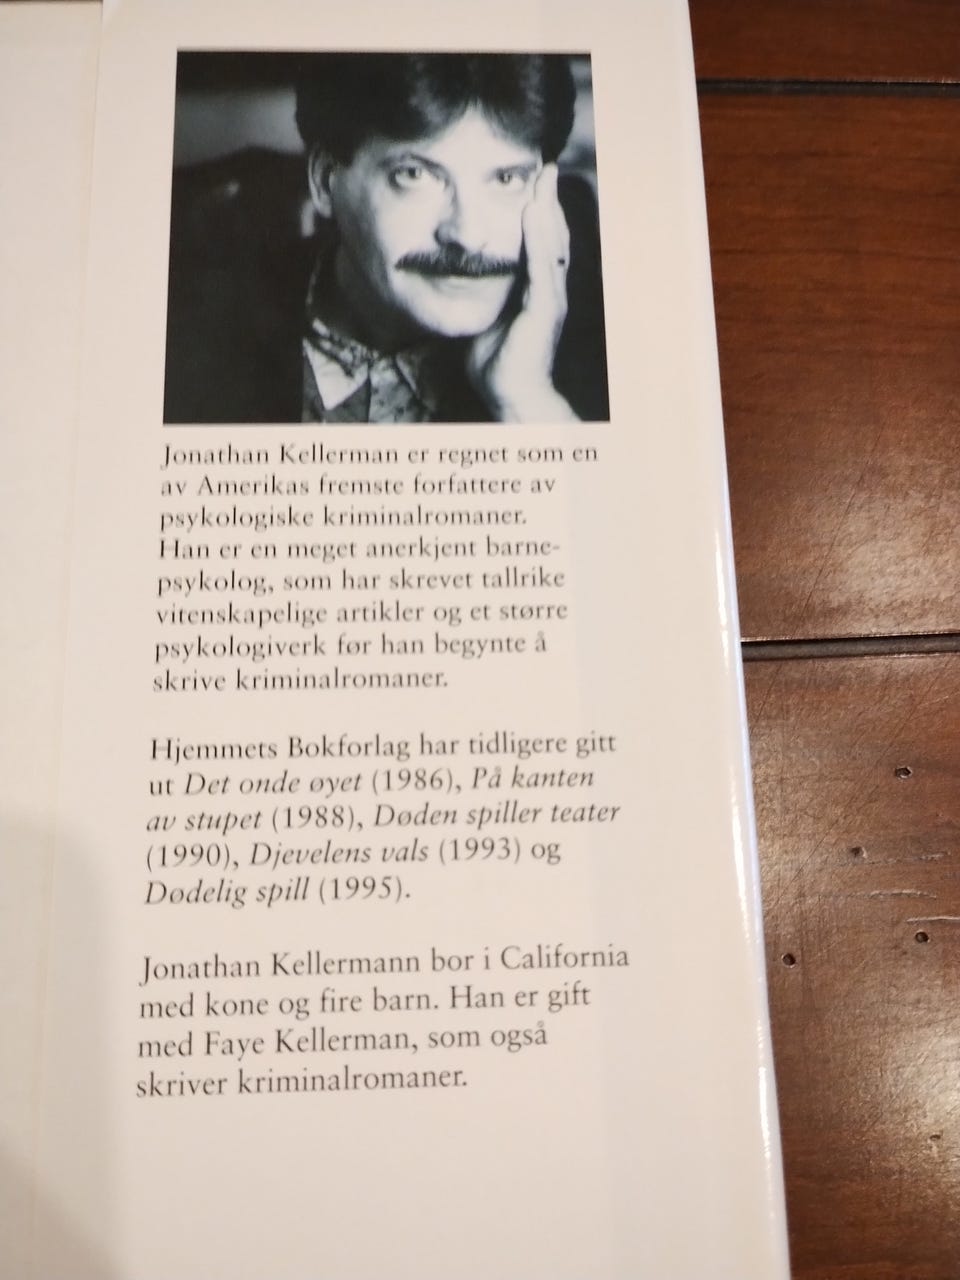 Jonathan Kellerman er regnet som en
av Amerikas fremste forfattere av
psykologiske kriminalromaner.
Han er en meget anerkjent barne-
psykolog, som har skrevet tallrike
vitenskapelige artikler og et større
psykologiverk før han begynte å
skrive kriminalromaner.
Hjemmets Bokforlag har tidligere gitt
ut Det onde øyet (1986), På kanten
av stupet (1988), Døden spiller teater
(1990), Djevelens vals (1993) og
Dødelig spill (1995).
Jonathan Kellermann bor i California
med kone og fire barn. Han er gift
med Faye Kellerman, som også
skriver kriminalromaner.